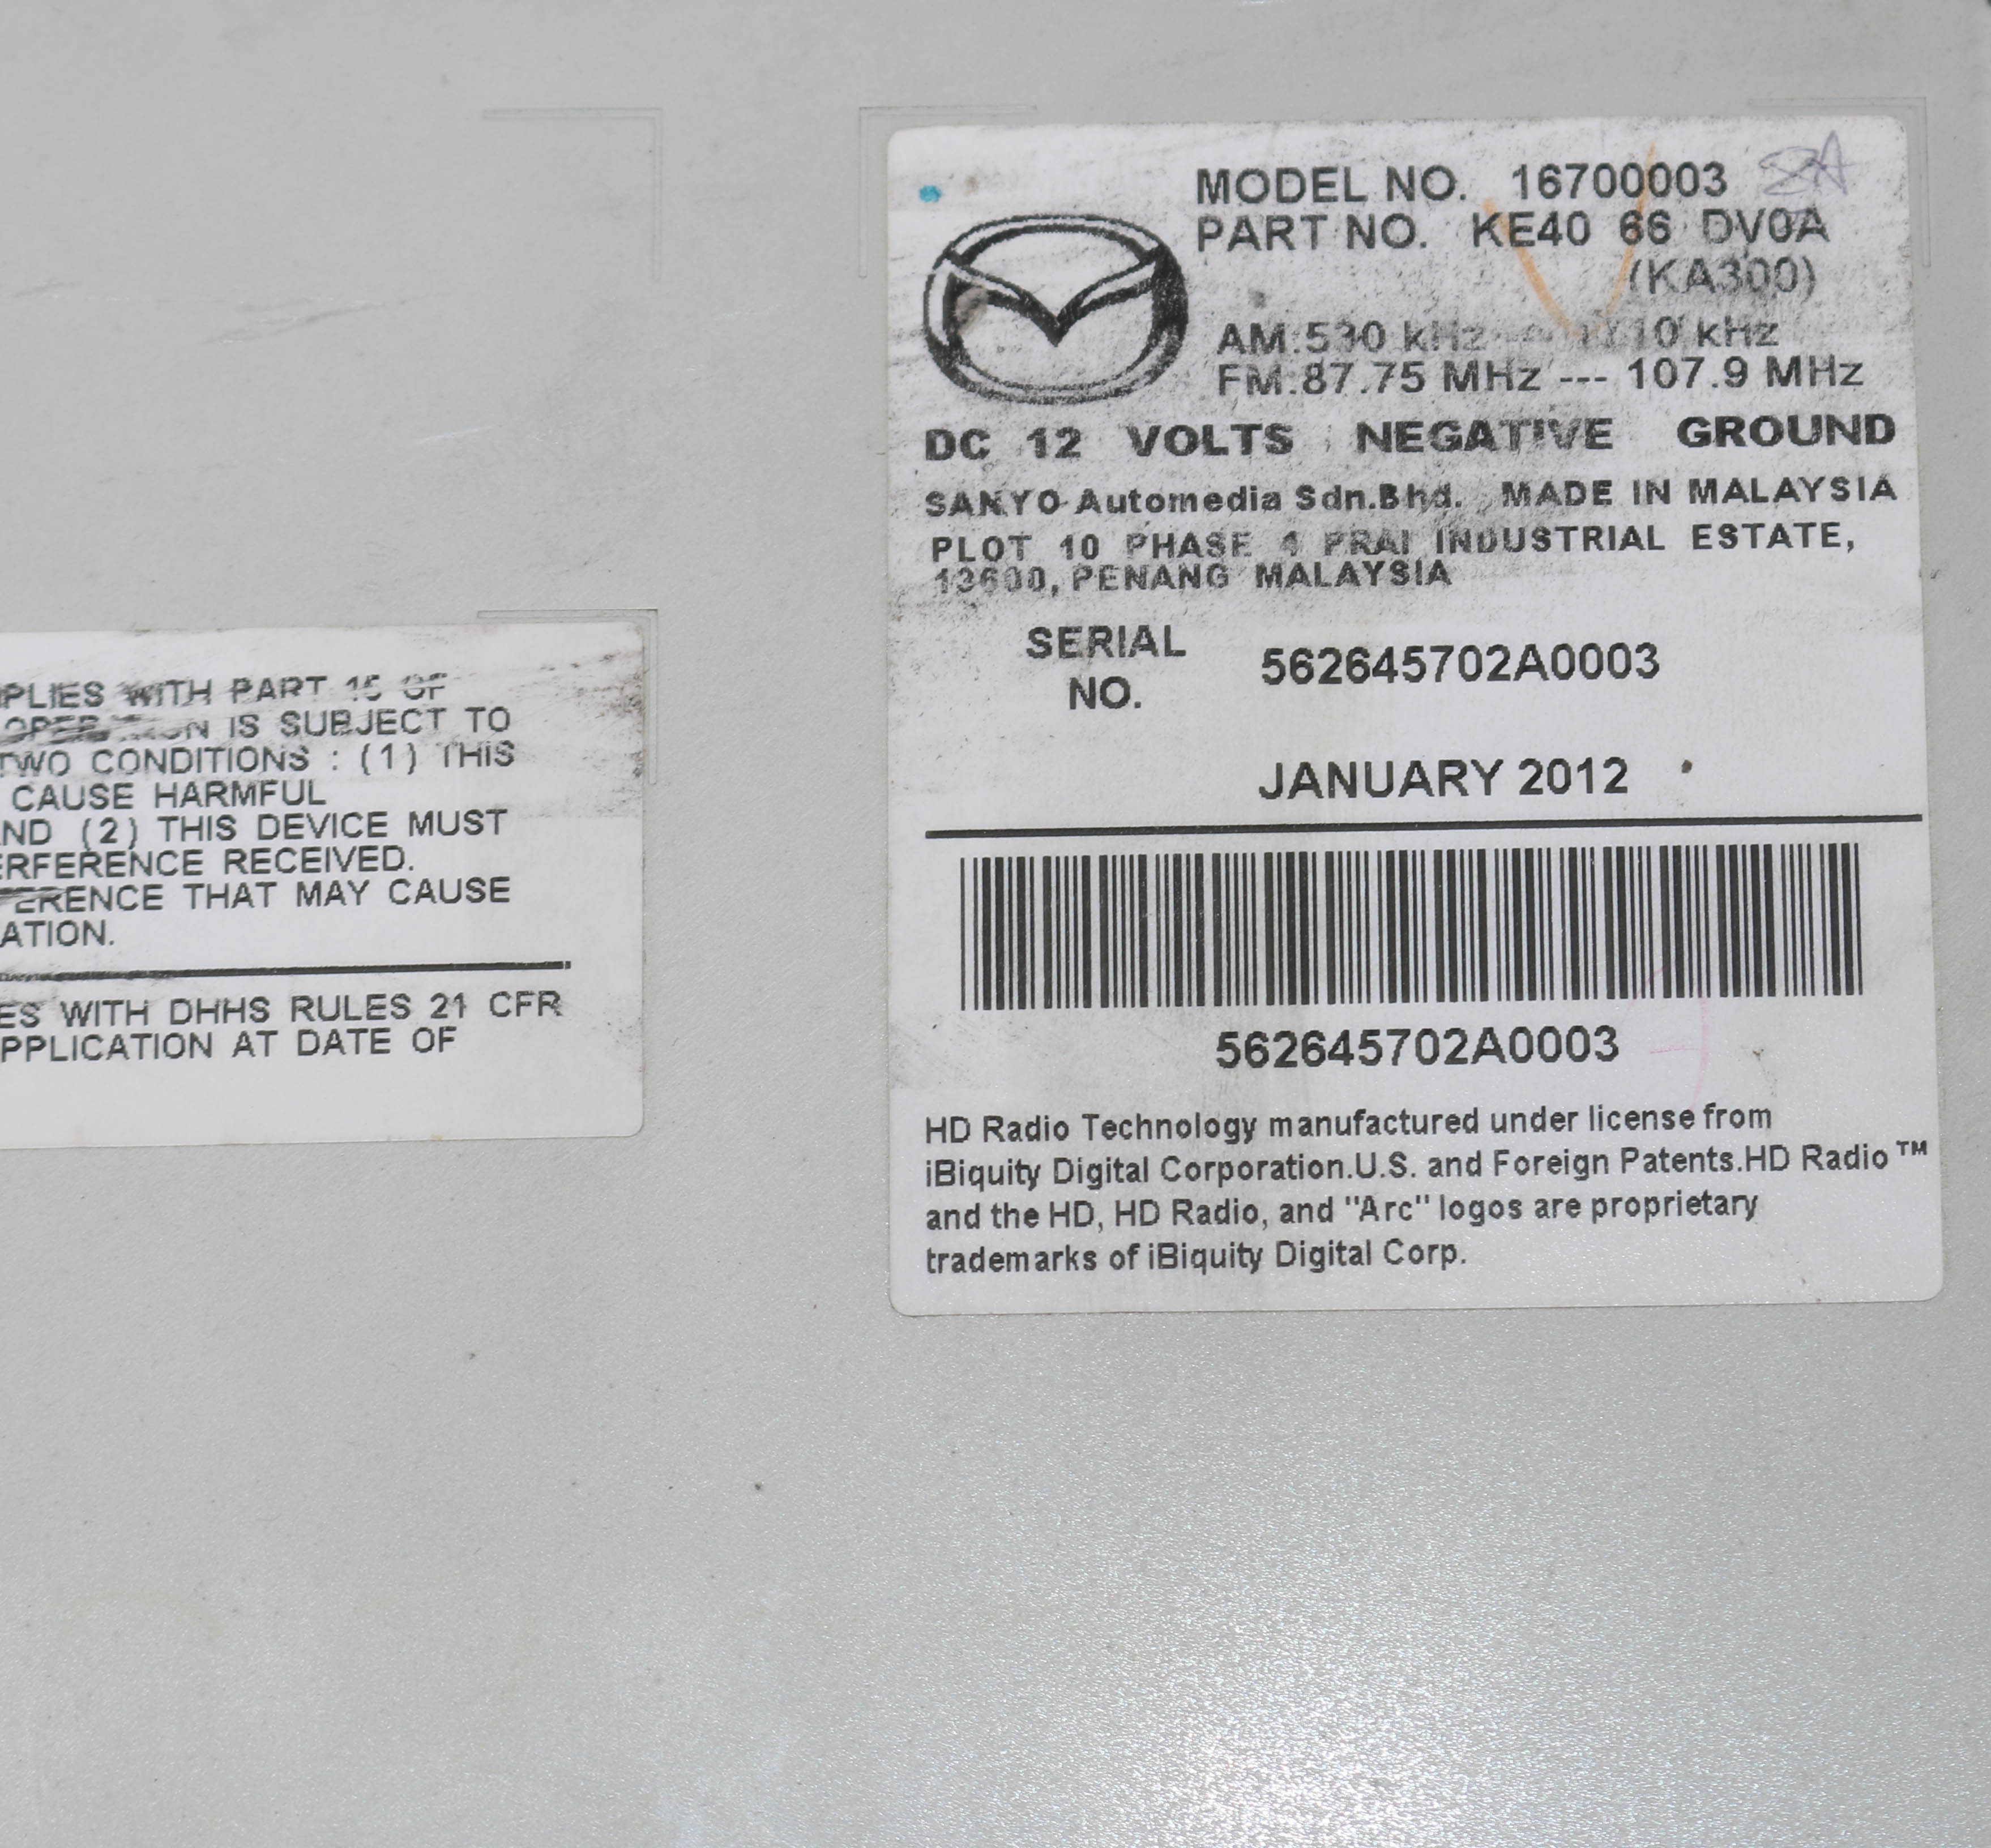 MODEL NO. 16700003
PART NO. KE40 66 DV0A
(KA300)
AM:530 kHz 10 kHz
FM:87.75 MHz --- 107.9 MHz
DC 12 VOLTS NEGATIVE GROUND
SANYO Automedia Sdn.Bhd. MADE IN MALAYSIA
PLOT 10 PHASE 4 PRAI INDUSTRIAL ESTATE,
13600, PENANG MALAYSIA
SERIAL
NO.
562645702A0003
JANUARY 2012
562645702A0003
HD Radio Technology manufactured under license from
iBiquity Digital Corporation.U.S. and Foreign Patents.HD Radio™
and the HD, HD Radio, and "Arc" logos are proprietary
trademarks of iBiquity Digital Corp.
PLIES WITH PART 15 OF
OPERATION IS SUBJECT TO
TWO CONDITIONS : (1) THIS
CAUSE HARMFUL
ND (2) THIS DEVICE MUST
ERFERENCE RECEIVED.
ERENCE THAT MAY CAUSE
ATION.
ES WITH DHHS RULES 21 CFR
PPLICATION AT DATE OF